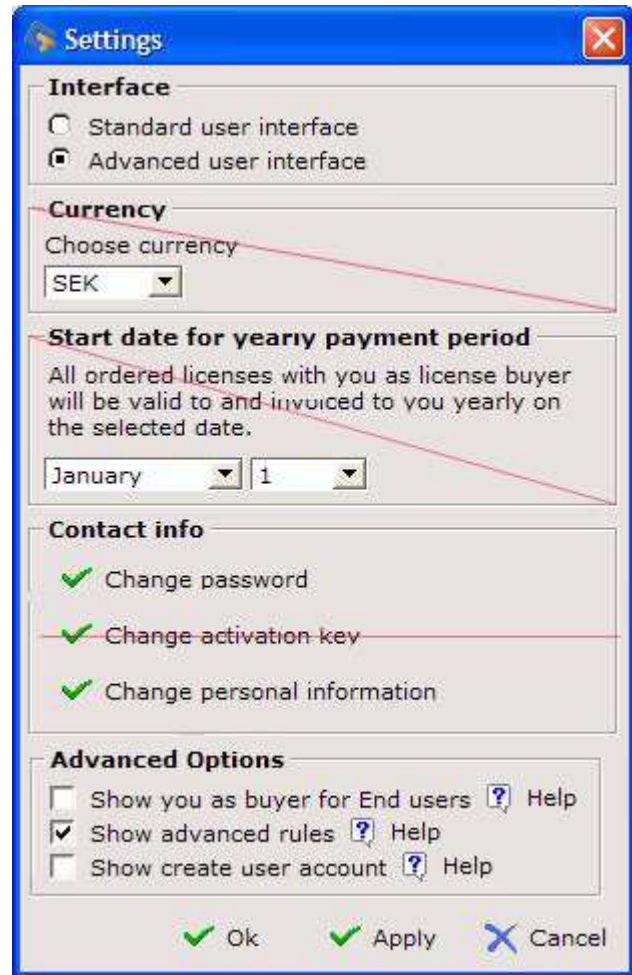 Settings
Interface
Standard user interface
Advanced user interface
Currency
Choose currency
SEK
Start date for yearly payment period
All ordered licenses with you as license buyer
will be valid to and invoiced to you yearly on
the selected date.
January 1
Contact info
Change password
Change activation key
Change personal information
Advanced Options
Show you as buyer for End users ? Help
Show advanced rules ? Help
Show create user account ? Help
Ok Apply Cancel